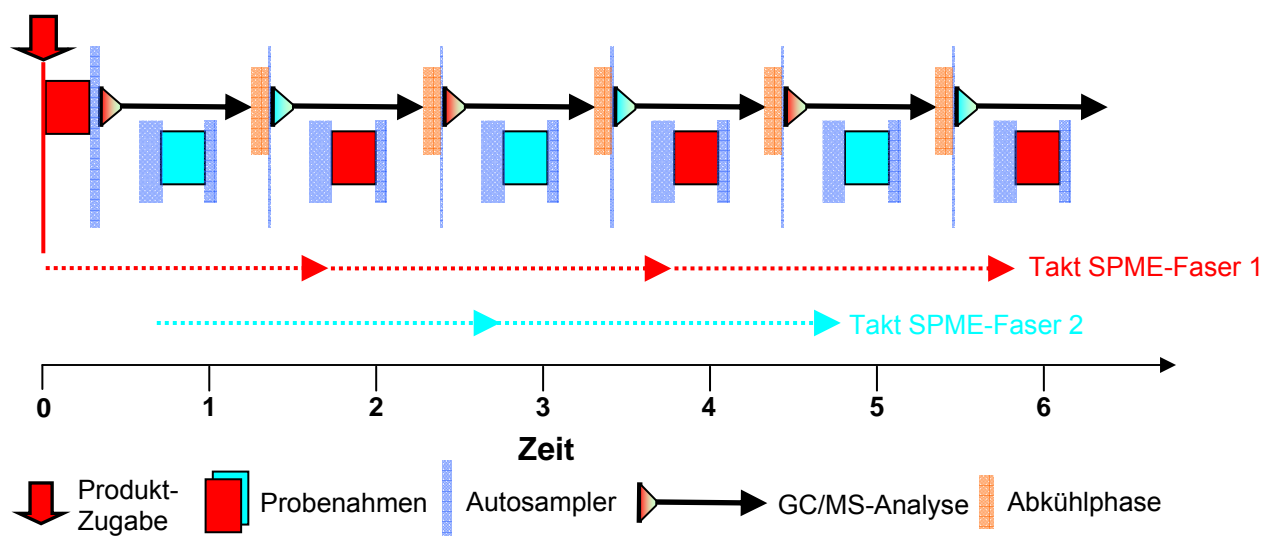 Takt SPME-Faser 1
Takt SPME-Faser 2
0 1 2 3 4 5 6
Zeit
Produkt-
Zugabe
Probenahmen
Autosampler
GC/MS-Analyse
Abkühlphase